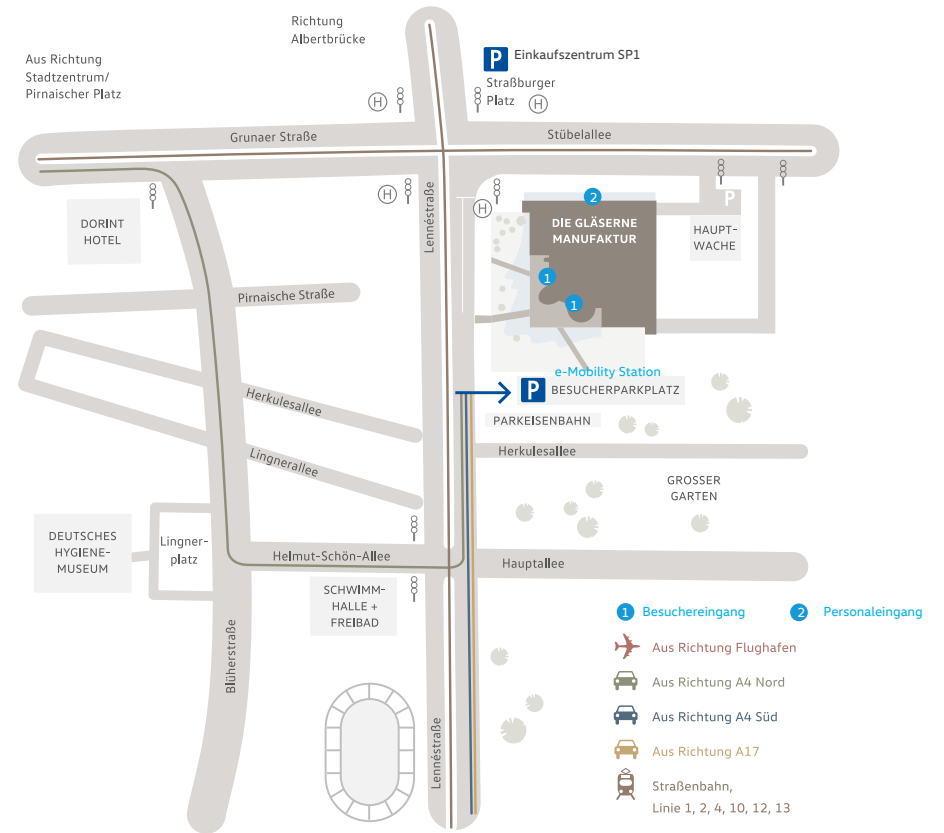 Richtung
Albertbrücke
Aus Richtung
Stadtzentrum/
Pirnaischer Platz
P Einkaufszentrum SP1
Straßburger
Platz H
H
Grunaer Straße
Stübelallee
H
H
Lennéstraße
DORINT
HOTEL
2
DIE GLÄSERNE
MANUFAKTUR
P
HAUPT-
WACHE
1
1
Pirnaische Straße
e-Mobility Station
P BESUCHERPARKPLATZ
PARKEISENBAHN
Herkulesallee
Lingnerallee
Herkulesallee
GROSSER
GARTEN
DEUTSCHES
HYGIENE-
MUSEUM
Lingner-
platz
Helmut-Schön-Allee
Hauptallee
SCHWIMM-
HALLE +
FREIBAD
Blüherstraße
Lennéstraße
1 Besuchereingang
2 Personaleingang
Aus Richtung Flughafen
Aus Richtung A4 Nord
Aus Richtung A4 Süd
Aus Richtung A17
Straßenbahn,
Linie 1, 2, 4, 10, 12, 13